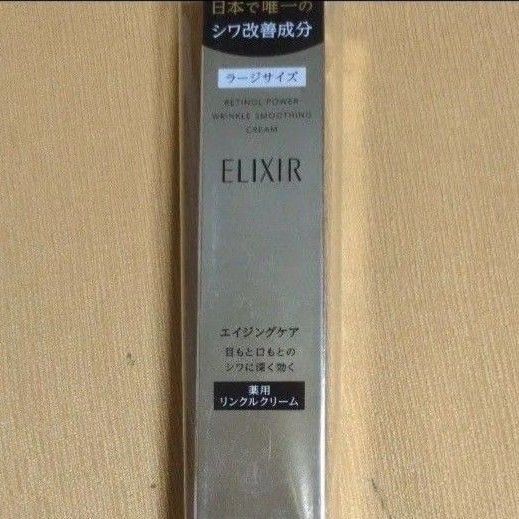 日本で唯一の
シワ改善成分
ラージサイズ
RETINOL POWER
WRINKLE SMOOTHING
CREAM
ELIXIR
エイジングケア
目もと口もとの
シワに深く効く
薬用
リンクルクリーム